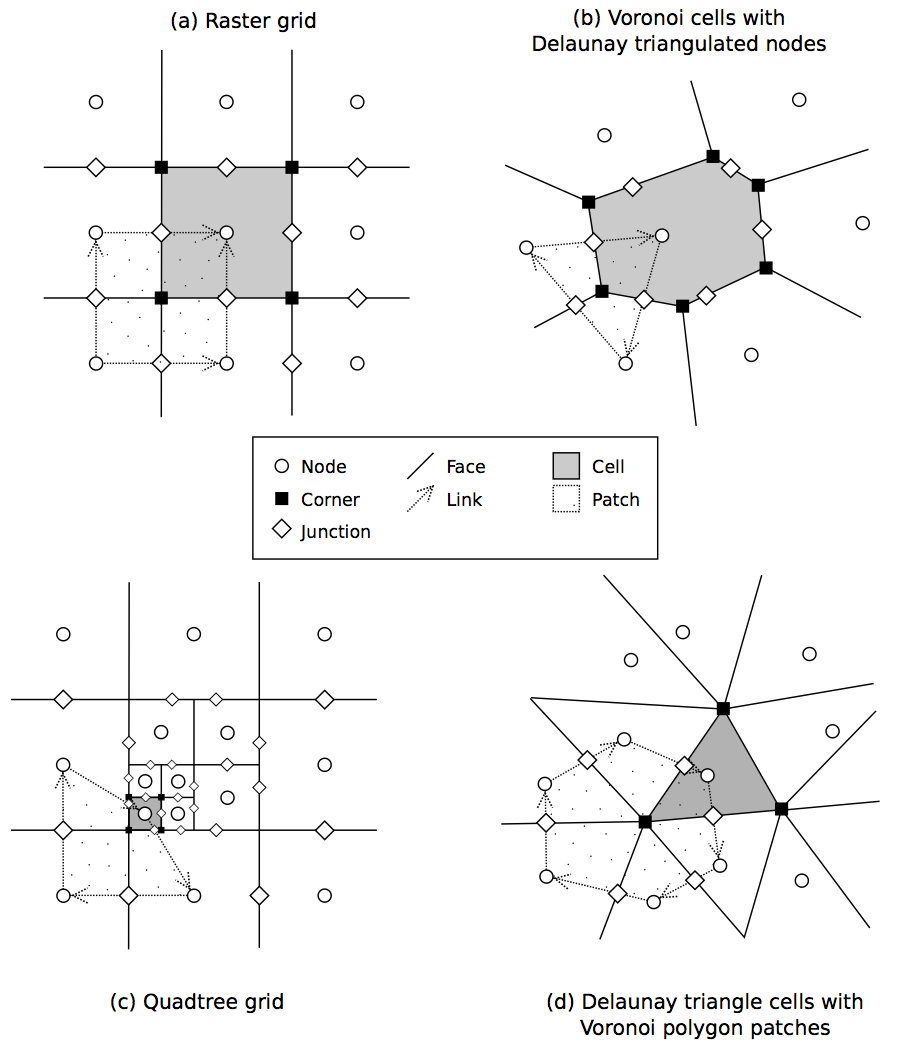 (a) Raster grid
(b) Voronoi cells with
Delaunay triangulated nodes
Node
Face
Cell
Corner
Link
Patch
Junction
(c) Quadtree grid
(d) Delaunay triangle cells with
Voronoi polygon patches